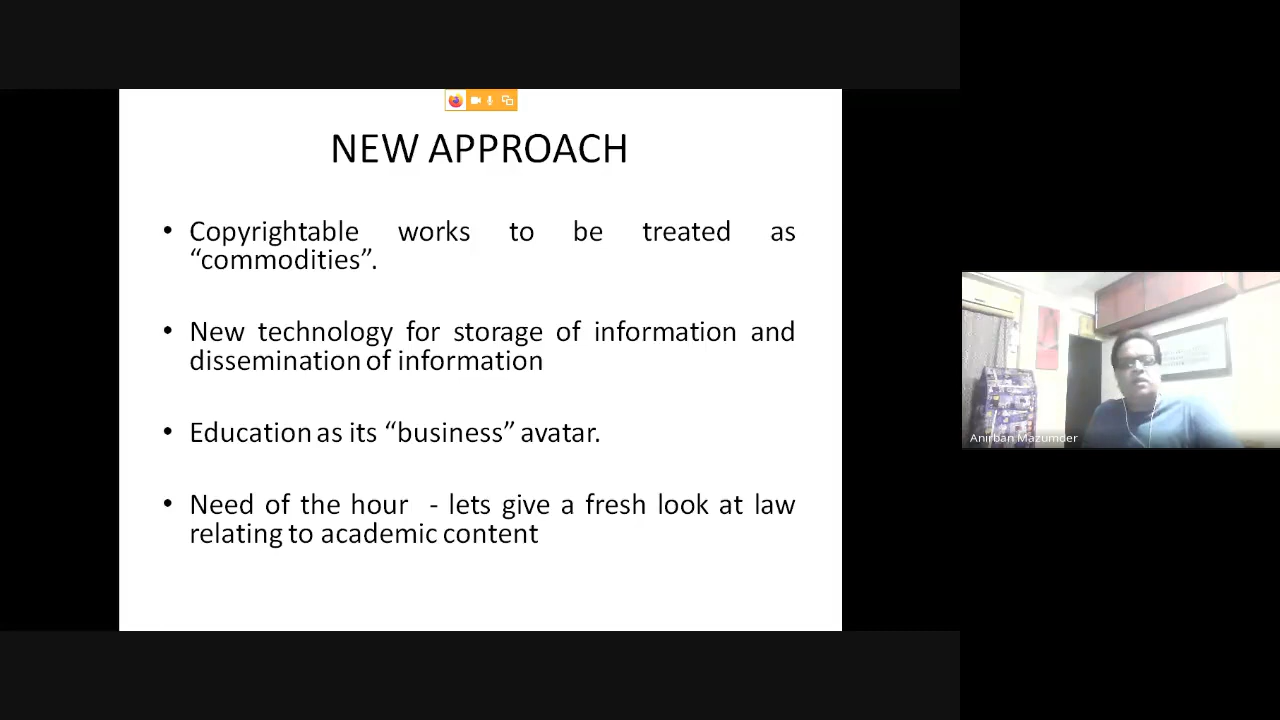 NEW APPROACH
• Copyrightable works to be treated as
“commodities”.
• New technology for storage of information and
dissemination of information
• Education as its “business” avatar.
• Need of the hour - lets give a fresh look at law
relating to academic content
Anirban Mazumder